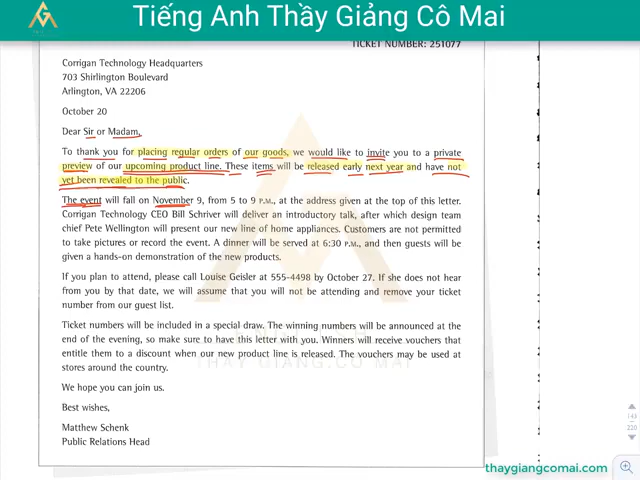 Tiếng Anh Thầy Giảng Cô Mai
TICKET NUMBER: 251077
Corrigan Technology Headquarters
703 Shirlington Boulevard
Arlington, VA 22206
October 20
Dear Sir or Madam,
To thank you for placing regular orders of our goods, we would like to invite you to a private
preview of our upcoming product line. These items will be released early next year and have not
yet been revealed to the public.
The event will fall on November 9, from 5 to 9 P.M., at the address given at the top of this letter.
Corrigan Technology CEO Bill Schriver will deliver an introductory talk, after which design team
chief Pete Wellington will present our new line of home appliances. Customers are not permitted
to take pictures or record the event. A dinner will be served at 6:30 P.M., and then guests will be
given a hands-on demonstration of the new products.
If you plan to attend, please call Louise Geisler at 555-4498 by October 27. If she does not hear
from you by that date, we will assume that you will not be attending and remove your ticket
number from our guest list.
Ticket numbers will be included in a special draw. The winning numbers will be announced at the
end of the evening, so make sure to have this letter with you. Winners will receive vouchers that
entitle them to a discount when our new product line is released. The vouchers may be used at
THAY GIANG.CO MAI
stores around the country.
We hope you can join us.
Best wishes,
Matthew Schenk
Public Relations Head
143
220
thaygiangcomai.com/